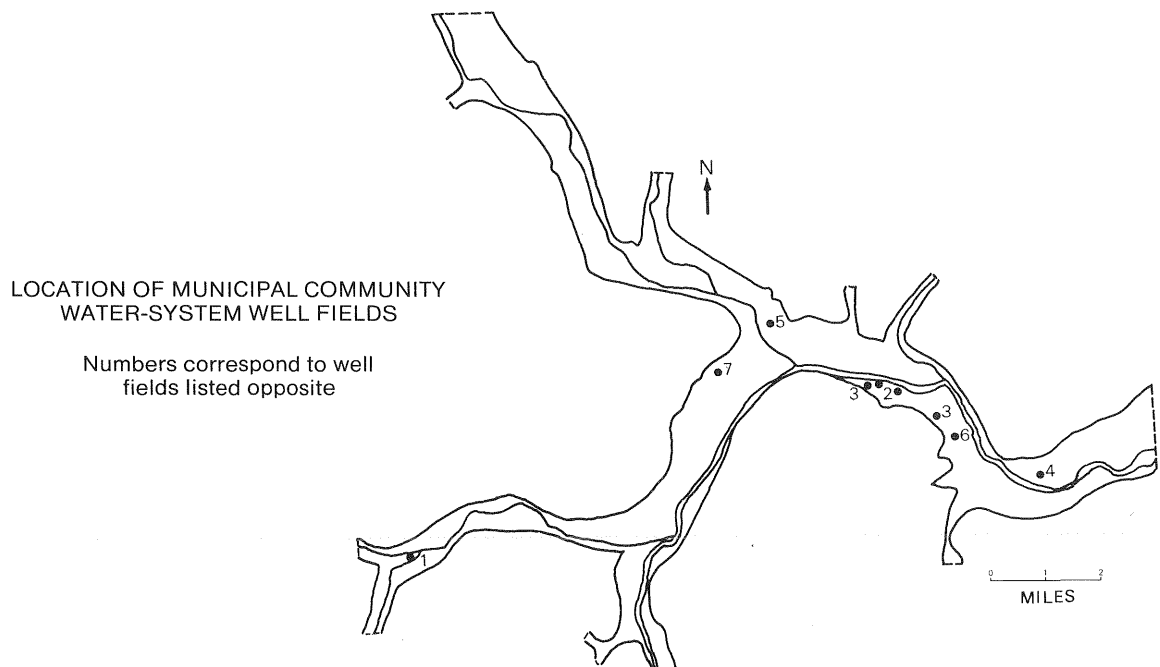 N
LOCATION OF MUNICIPAL COMMUNITY
WATER-SYSTEM WELL FIELDS
Numbers correspond to well
fields listed opposite
5
7
3
2
3
6
4
1
0 1 2
MILES